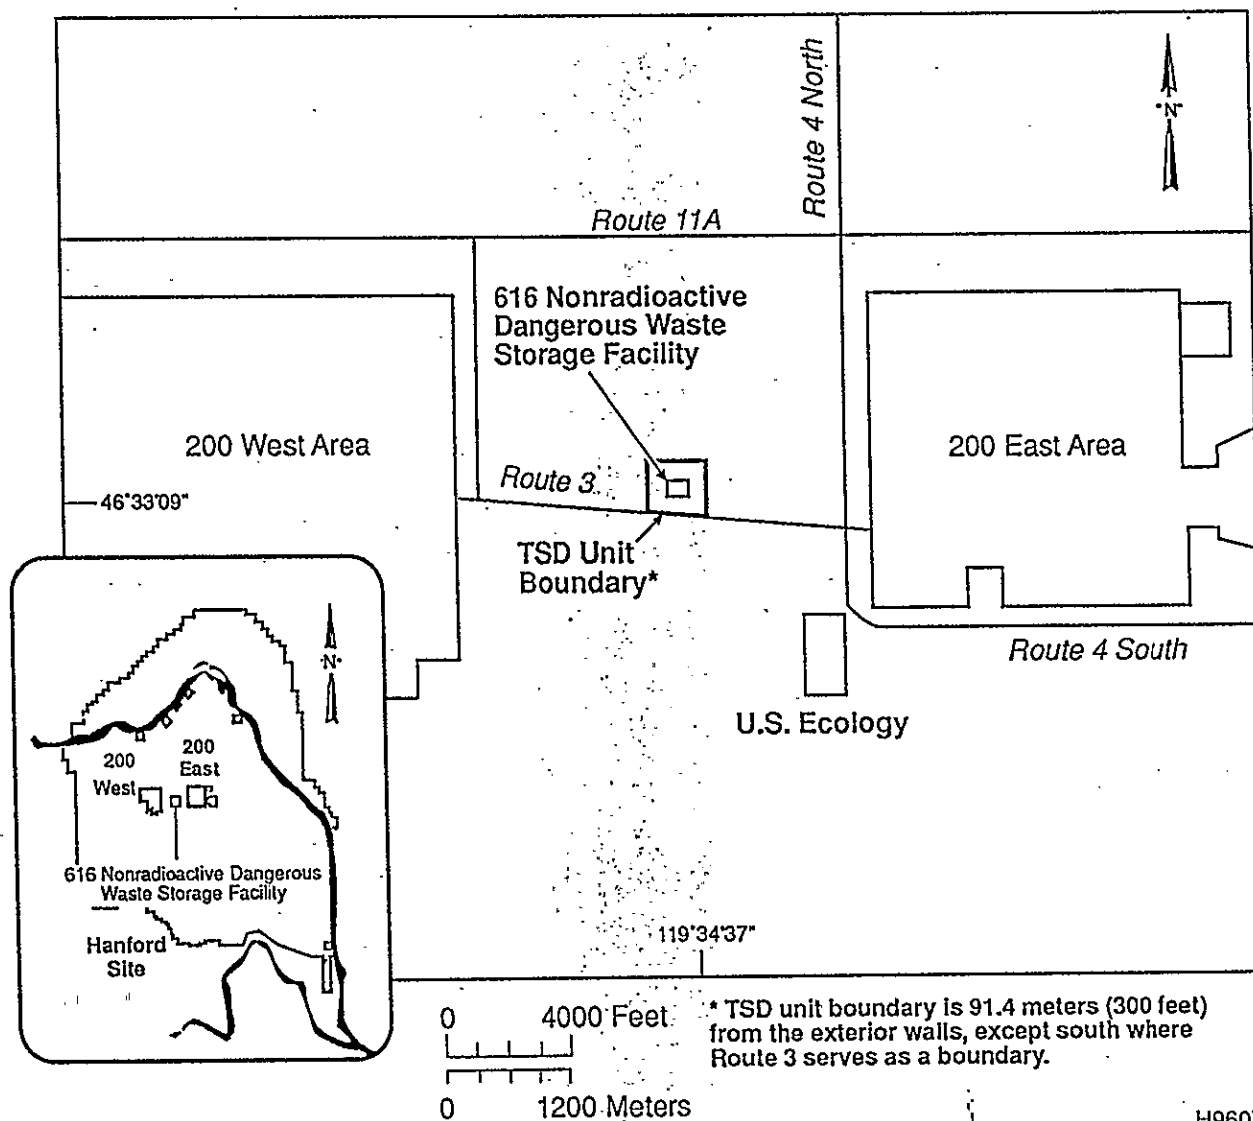 Route 4 North
N
Route 11A
616 Nonradioactive
Dangerous Waste
Storage Facility
200 West Area
200 East Area
Route 3
46°33'09"
TSD Unit
Boundary*
Route 4 South
U.S. Ecology
N
200
West
200
East
616 Nonradioactive Dangerous
Waste Storage Facility
Hanford
Site
119°34'37"
0 4000 Feet
0 1200 Meters
* TSD unit boundary is 91.4 meters (300 feet)
from the exterior walls, except south where
Route 3 serves as a boundary.